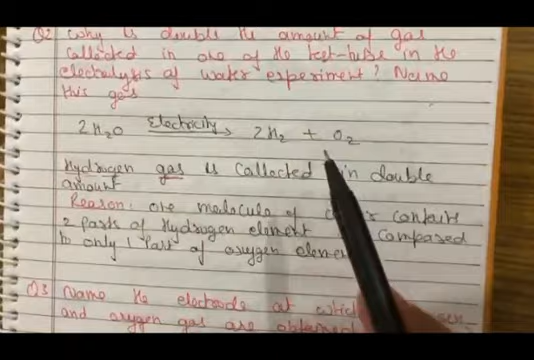 Q2 Why is double the amount of gas
Collected in one of the test-tube in the
electrolysis of water experiment? Name
this gas
2H₂O Electricity 2H₂ + O₂
Hydrogen gas is Collected in double
amount
Reason: one molecule of contains
2 parts of Hydrogen element Compared
to only 1 part of oxygen
Q3 Name the electrode at which
and oxygen gas are obtained